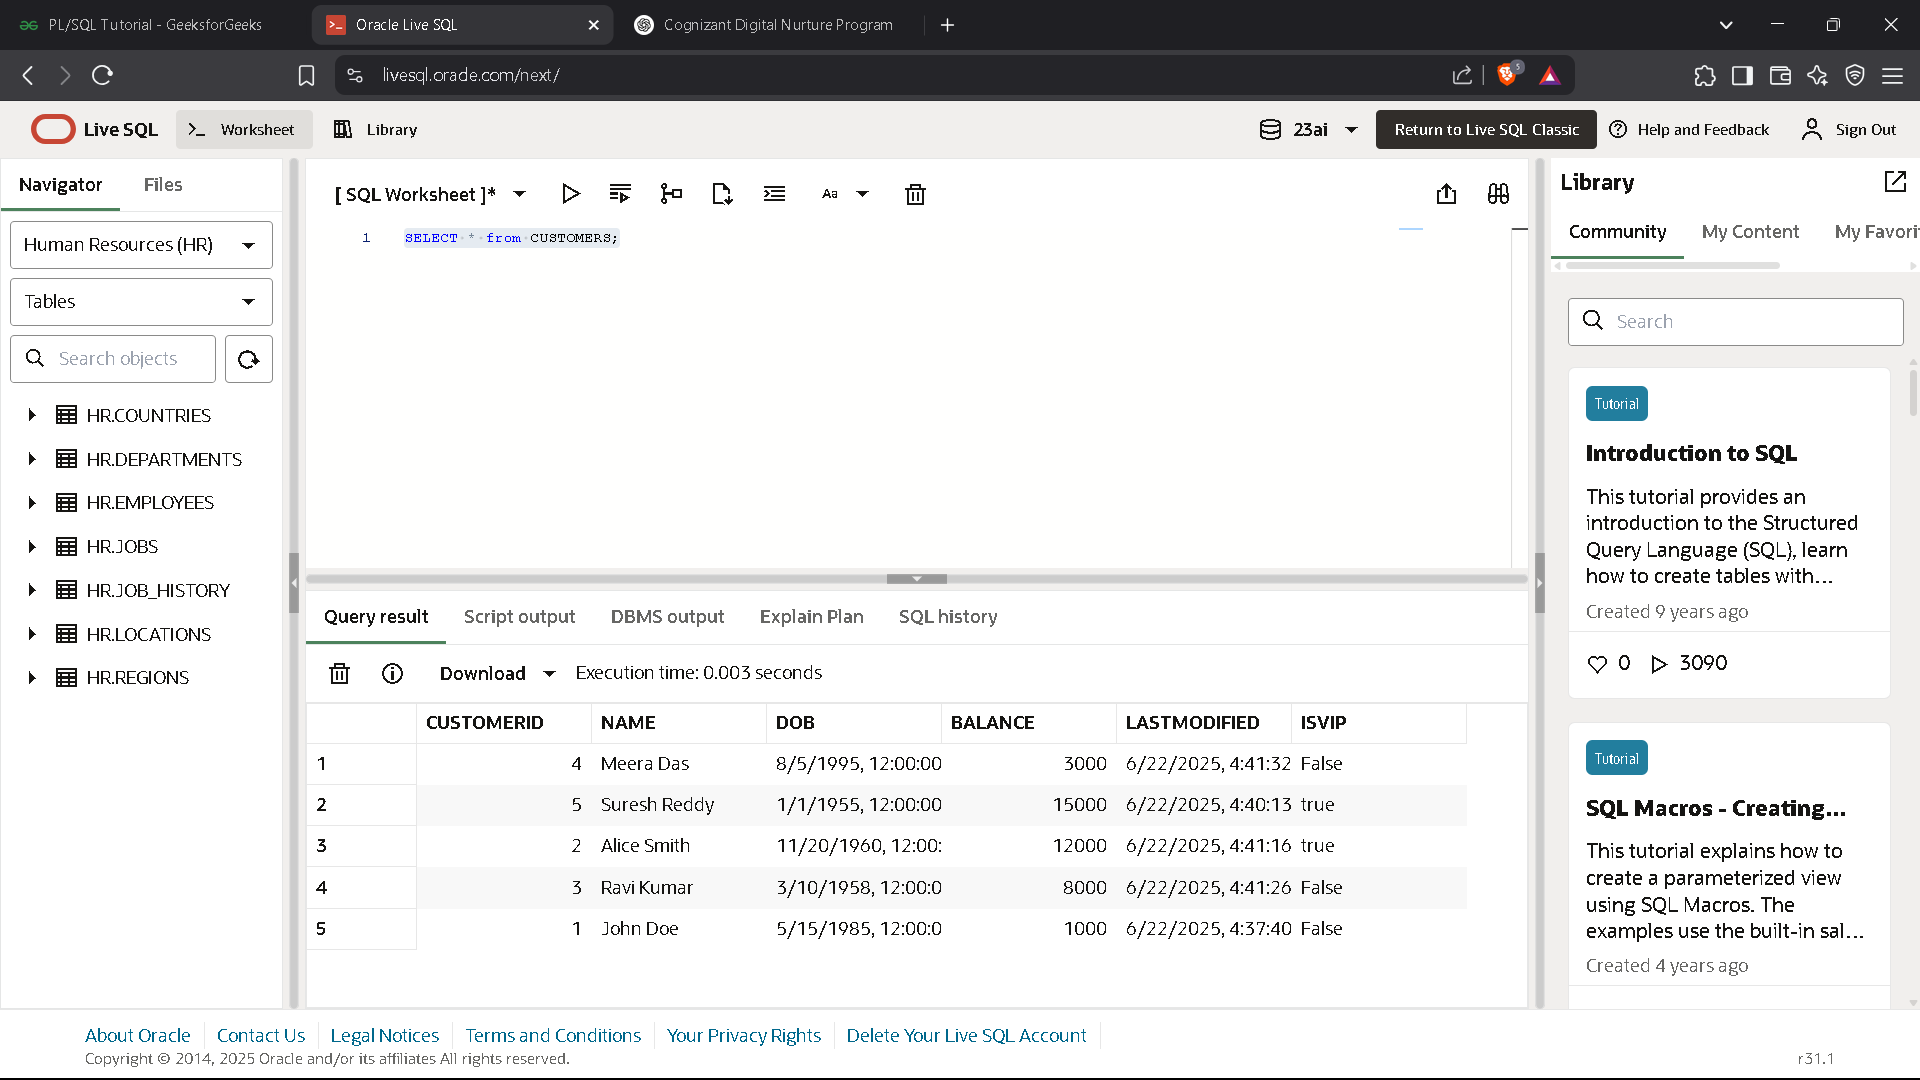 PL/SQL Tutorial - GeeksforGeeks
Oracle Live SQL
Cognizant Digital Nurture Program
livesql.orade.com/next/
5
Live SQL
Worksheet
Library
23ai
Return to Live SQL Classic
Help and Feedback
Sign Out
Navigator
Files
Human Resources (HR)
Tables
Search objects
HR.COUNTRIES
HR.DEPARTMENTS
HR.EMPLOYEES
HR.JOBS
HR.JOB_HISTORY
HR.LOCATIONS
HR.REGIONS
[ SQL Worksheet ]*
Aa
1 SELECT * from CUSTOMERS;
Query result
Script output
DBMS output
Explain Plan
SQL history
Download
Execution time: 0.003 seconds
CUSTOMERID NAME DOB BALANCE LASTMODIFIED ISVIP
1 4 Meera Das 8/5/1995, 12:00:00 3000 6/22/2025, 4:41:32 False
2 5 Suresh Reddy 1/1/1955, 12:00:00 15000 6/22/2025, 4:40:13 true
3 2 Alice Smith 11/20/1960, 12:00: 12000 6/22/2025, 4:41:16 true
4 3 Ravi Kumar 3/10/1958, 12:00:0 8000 6/22/2025, 4:41:26 False
5 1 John Doe 5/15/1985, 12:00:0 1000 6/22/2025, 4:37:40 False
Library
Community
My Content
My Favori
Search
Tutorial
Introduction to SQL
This tutorial provides an
introduction to the Structured
Query Language (SQL), learn
how to create tables with...
Created 9 years ago
0 3090
Tutorial
SQL Macros - Creating...
This tutorial explains how to
create a parameterized view
using SQL Macros. The
examples use the built-in sal...
Created 4 years ago
About Oracle
Contact Us
Legal Notices
Terms and Conditions
Your Privacy Rights
Delete Your Live SQL Account
Copyright © 2014, 2025 Oracle and/or its affiliates All rights reserved.
r31.1